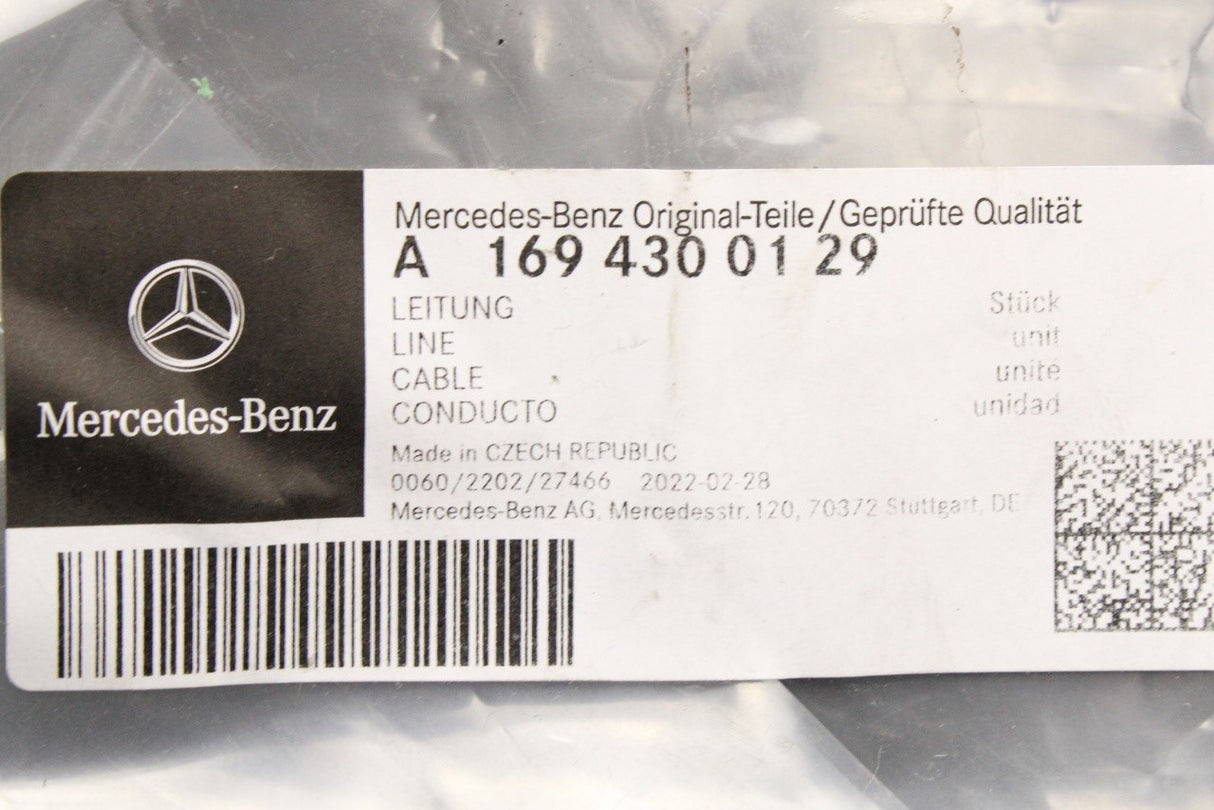 Mercedes-Benz Original-Teile/Geprüfte Qualität
A 169 430 01 29
LEITUNG Stück
LINE unit
CABLE unité
CONDUCTO unidad
Made in CZECH REPUBLIC
0060/2202/27466 2022-02-28
Mercedes-Benz AG, Mercedesstr. 120, 70372 Stuttgart, DE
Mercedes-Benz